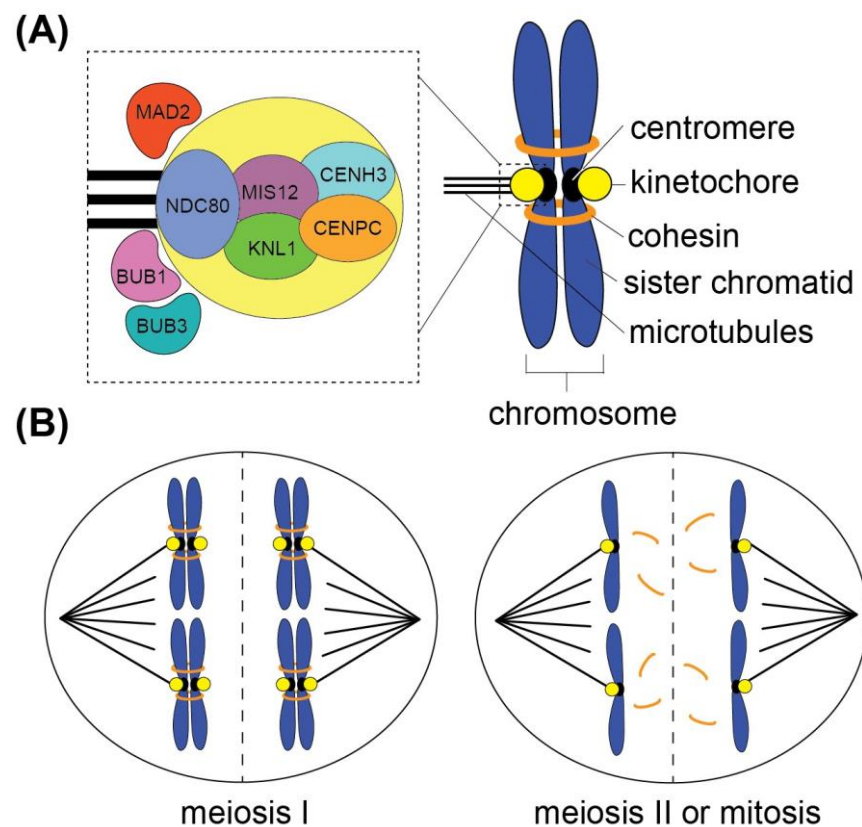 (A)
MAD2
NDC80
MIS12
CENH3
CENPC
KNL1
BUB1
BUB3
centromere
kinetochore
cohesin
sister chromatid
microtubules
chromosome
(B)
meiosis I
meiosis II or mitosis